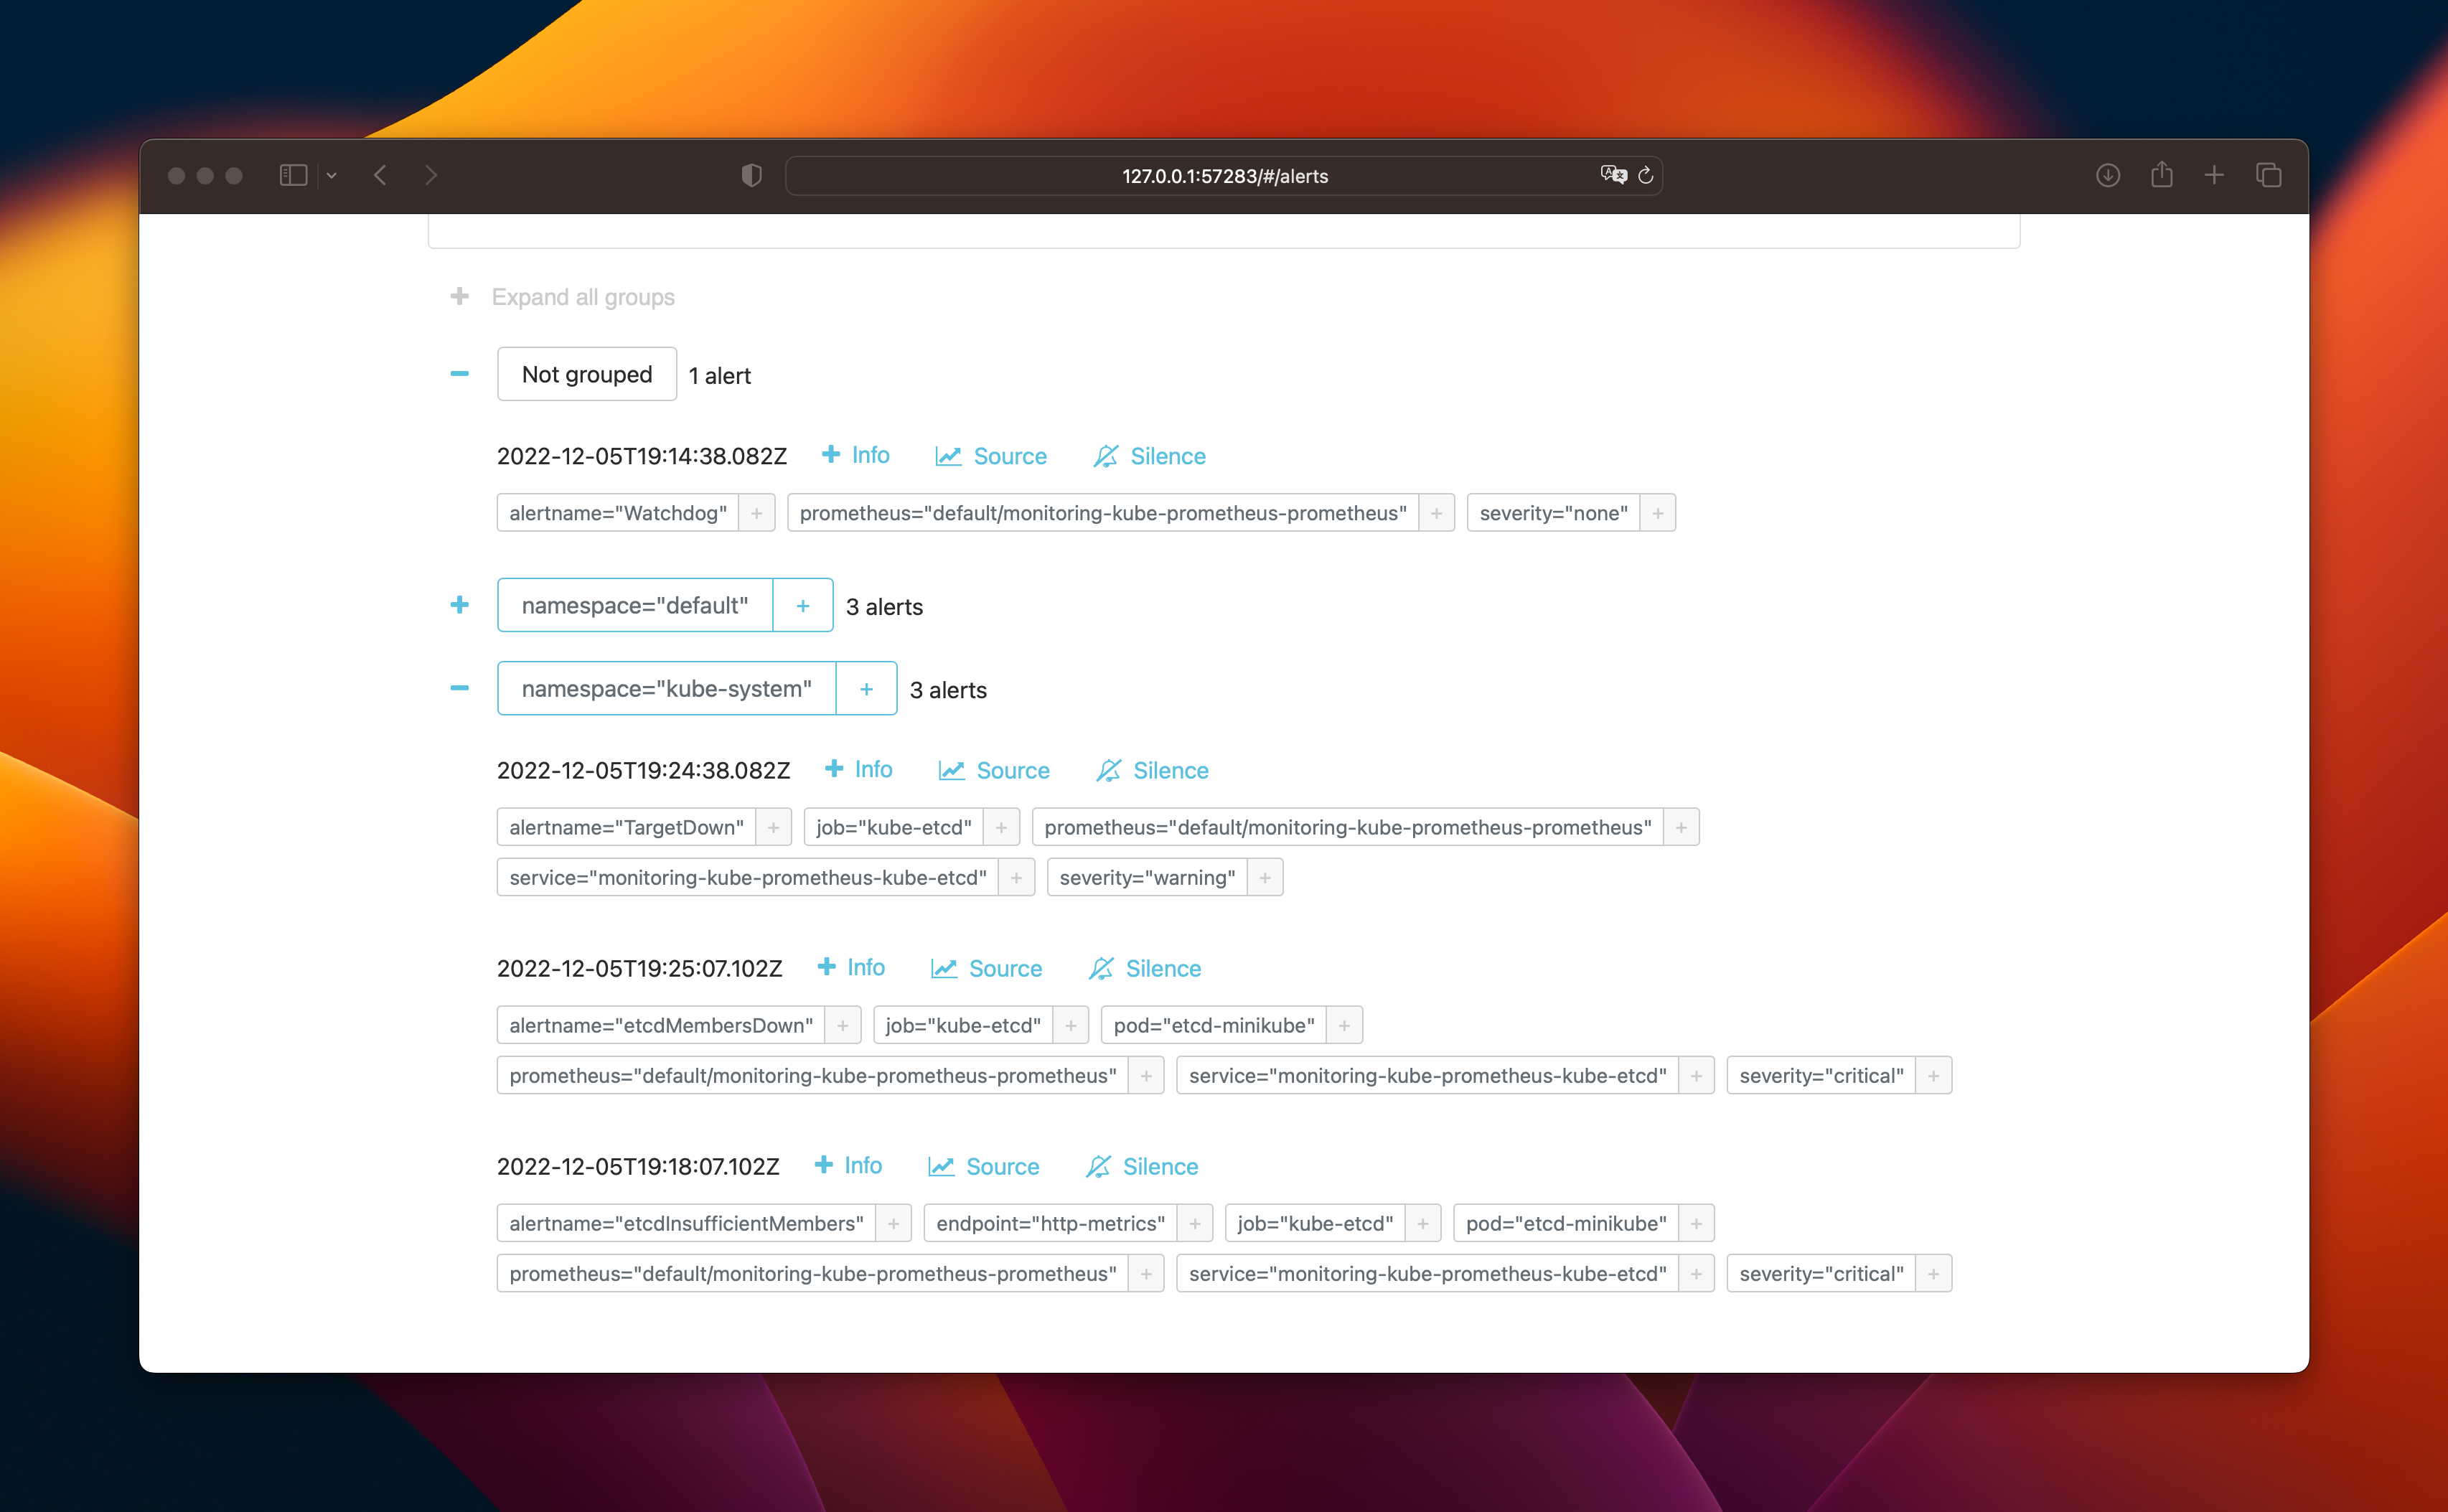 127.0.0.1:57283/#/alerts
Expand all groups
Not grouped 1 alert
2022-12-05T19:14:38.082Z + Info Source Silence
alertname="Watchdog" + prometheus="default/monitoring-kube-prometheus-prometheus" + severity="none" +
namespace="default" + 3 alerts
namespace="kube-system" + 3 alerts
2022-12-05T19:24:38.082Z + Info Source Silence
alertname="TargetDown" + job="kube-etcd" + prometheus="default/monitoring-kube-prometheus-prometheus" +
service="monitoring-kube-prometheus-kube-etcd" + severity="warning" +
2022-12-05T19:25:07.102Z + Info Source Silence
alertname="etcdMembersDown" + job="kube-etcd" + pod="etcd-minikube" +
prometheus="default/monitoring-kube-prometheus-prometheus" + service="monitoring-kube-prometheus-kube-etcd" + severity="critical" +
2022-12-05T19:18:07.102Z + Info Source Silence
alertname="etcdInsufficientMembers" + endpoint="http-metrics" + job="kube-etcd" + pod="etcd-minikube" +
prometheus="default/monitoring-kube-prometheus-prometheus" + service="monitoring-kube-prometheus-kube-etcd" + severity="critical" +